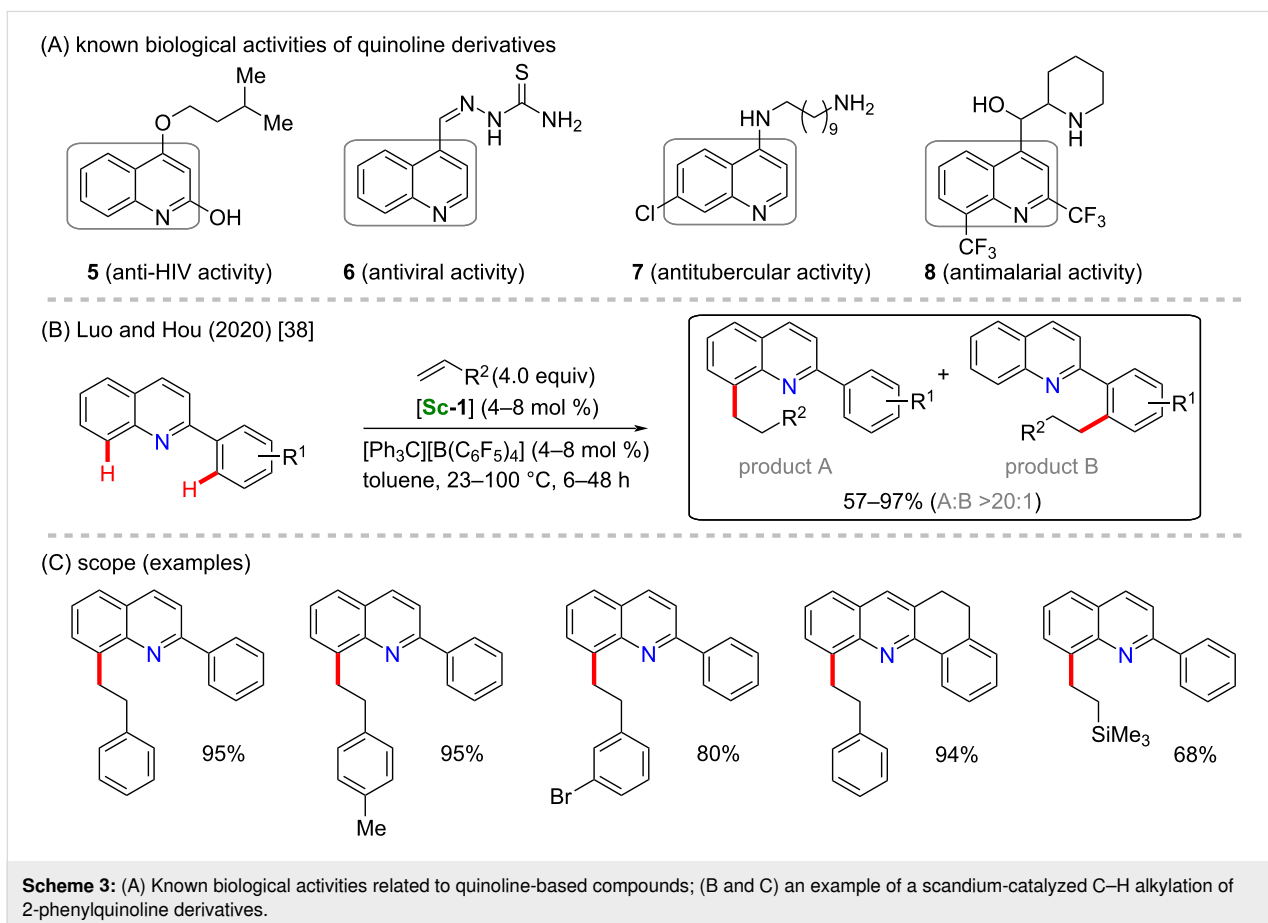 (A) known biological activities of quinoline derivatives
Me
Me
O
N
OH
N
N
H
S
NH2
N
HN
NH2
9
Cl
N
HO
N
H
N
CF3
CF3
5 (anti-HIV activity)
6 (antiviral activity)
7 (antitubercular activity)
8 (antimalarial activity)
(B) Luo and Hou (2020) [38]
N
H
H
R1
R2 (4.0 equiv)
[Sc-1] (4–8 mol %)
[Ph3C][B(C6F5)4] (4–8 mol %)
toluene, 23–100 °C, 6–48 h
N
R2
R1
product A
+
N
R2
R1
product B
57–97% (A:B >20:1)
(C) scope (examples)
N
95%
N
Me
95%
N
Br
80%
N
94%
N
SiMe3
68%
Scheme 3: (A) Known biological activities related to quinoline-based compounds; (B and C) an example of a scandium-catalyzed C–H alkylation of
2-phenylquinoline derivatives.